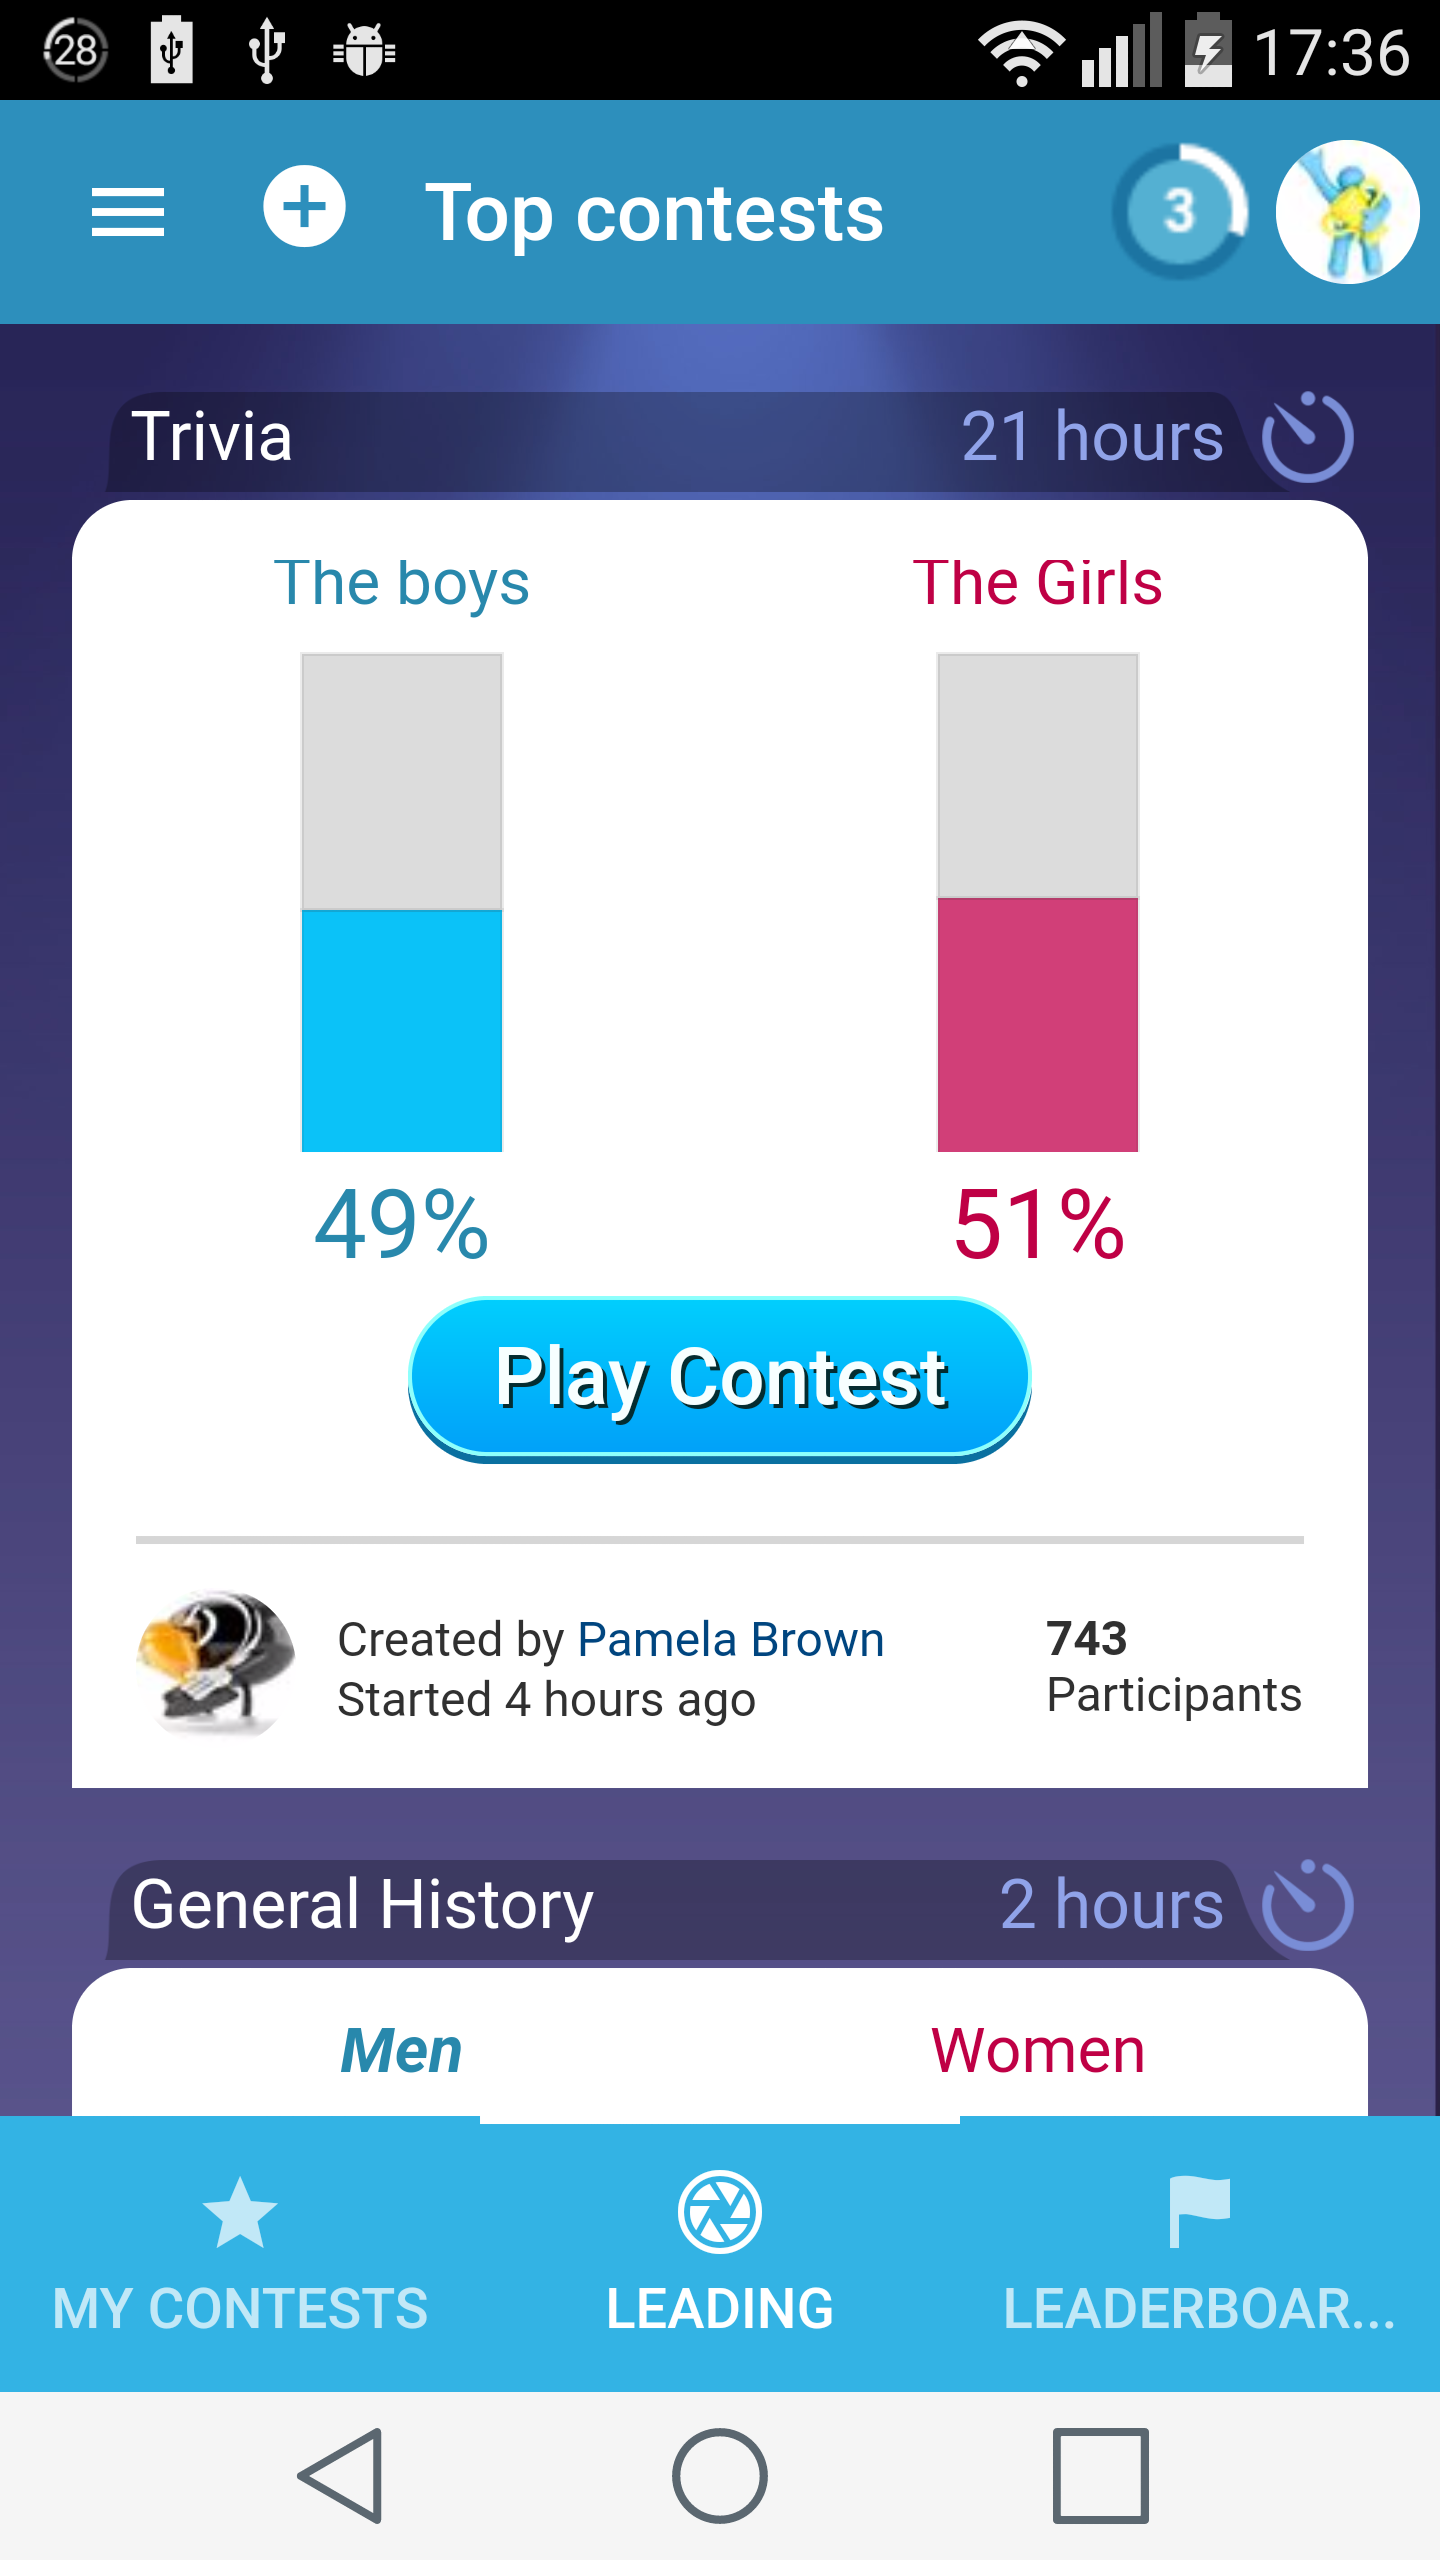 28
17:36
Top contests
3
Trivia
21 hours
The boys
The Girls
49%
51%
Play Contest
Created by Pamela Brown
Started 4 hours ago
743
Participants
General History
2 hours
Men
Women
MY CONTESTS
LEADING
LEADERBOAR...